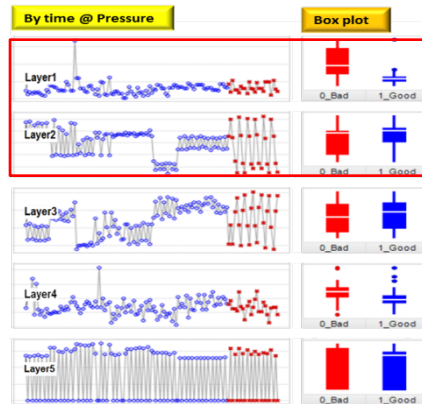 By time @ Pressure
Box plot
Layer1
0_Bad
1_Good
Layer2
0_Bad
1_Good
Layer3
0_Bad
1_Good
Layer4
0_Bad
1_Good
Layer5
0_Bad
1_Good